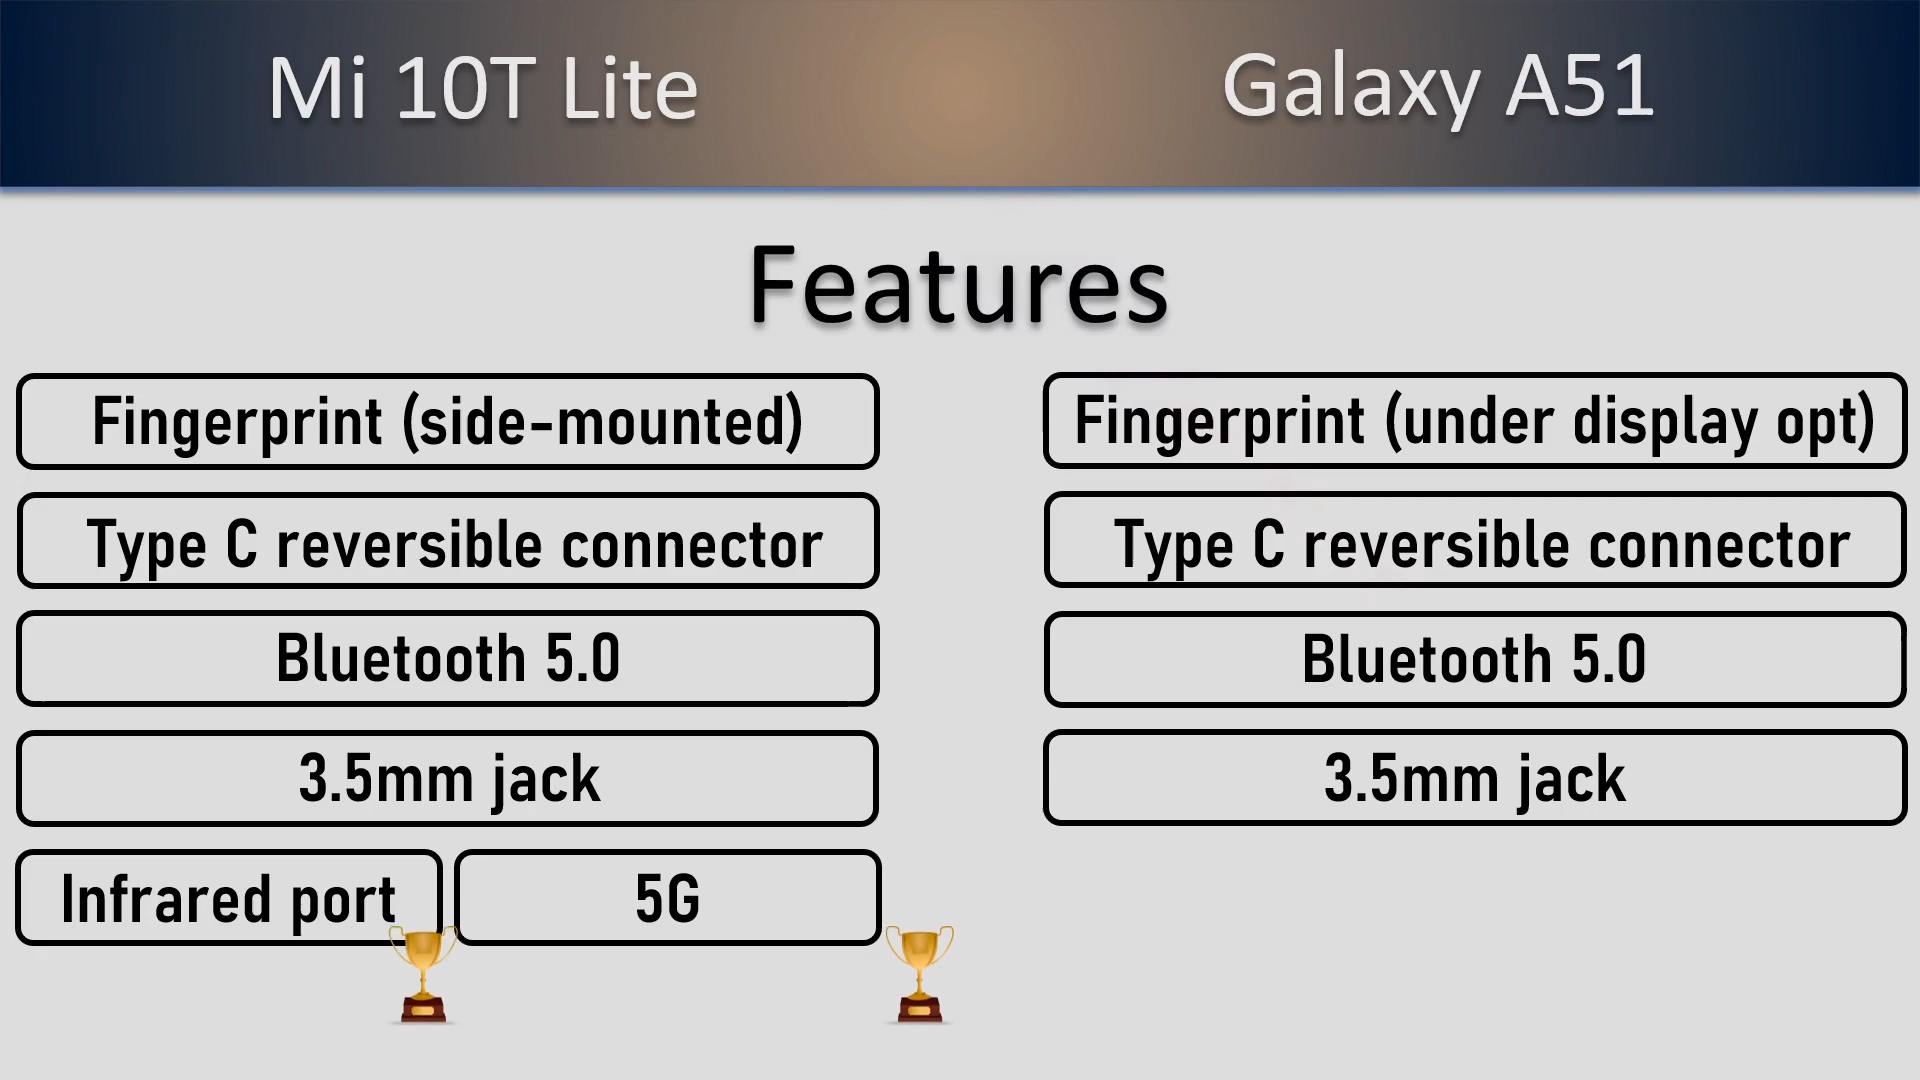 Mi 10T Lite
Galaxy A51
Features
Fingerprint (side-mounted)
Fingerprint (under display opt)
Type C reversible connector
Type C reversible connector
Bluetooth 5.0
Bluetooth 5.0
3.5mm jack
3.5mm jack
Infrared port
5G